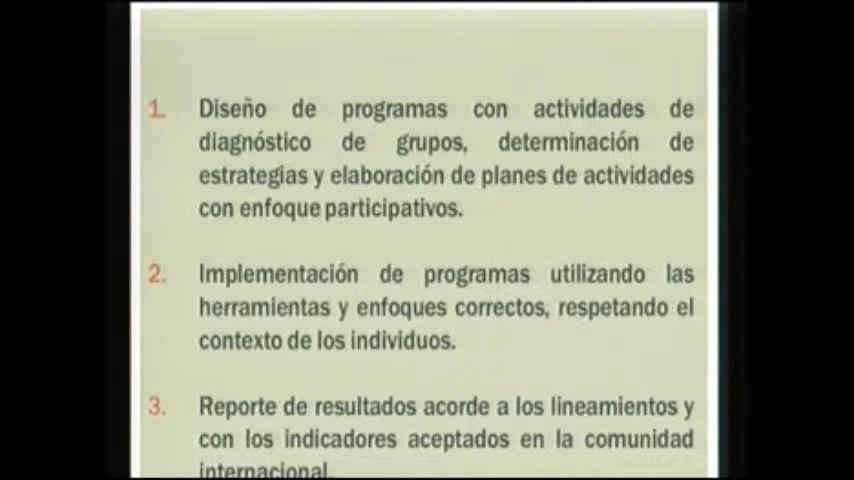 1. Diseño de programas con actividades de
diagnóstico de grupos, determinación de
estrategias y elaboración de planes de actividades
con enfoque participativos.
2. Implementación de programas utilizando las
herramientas y enfoques correctos, respetando el
contexto de los individuos.
3. Reporte de resultados acorde a los lineamientos y
con los indicadores aceptados en la comunidad
internacional.